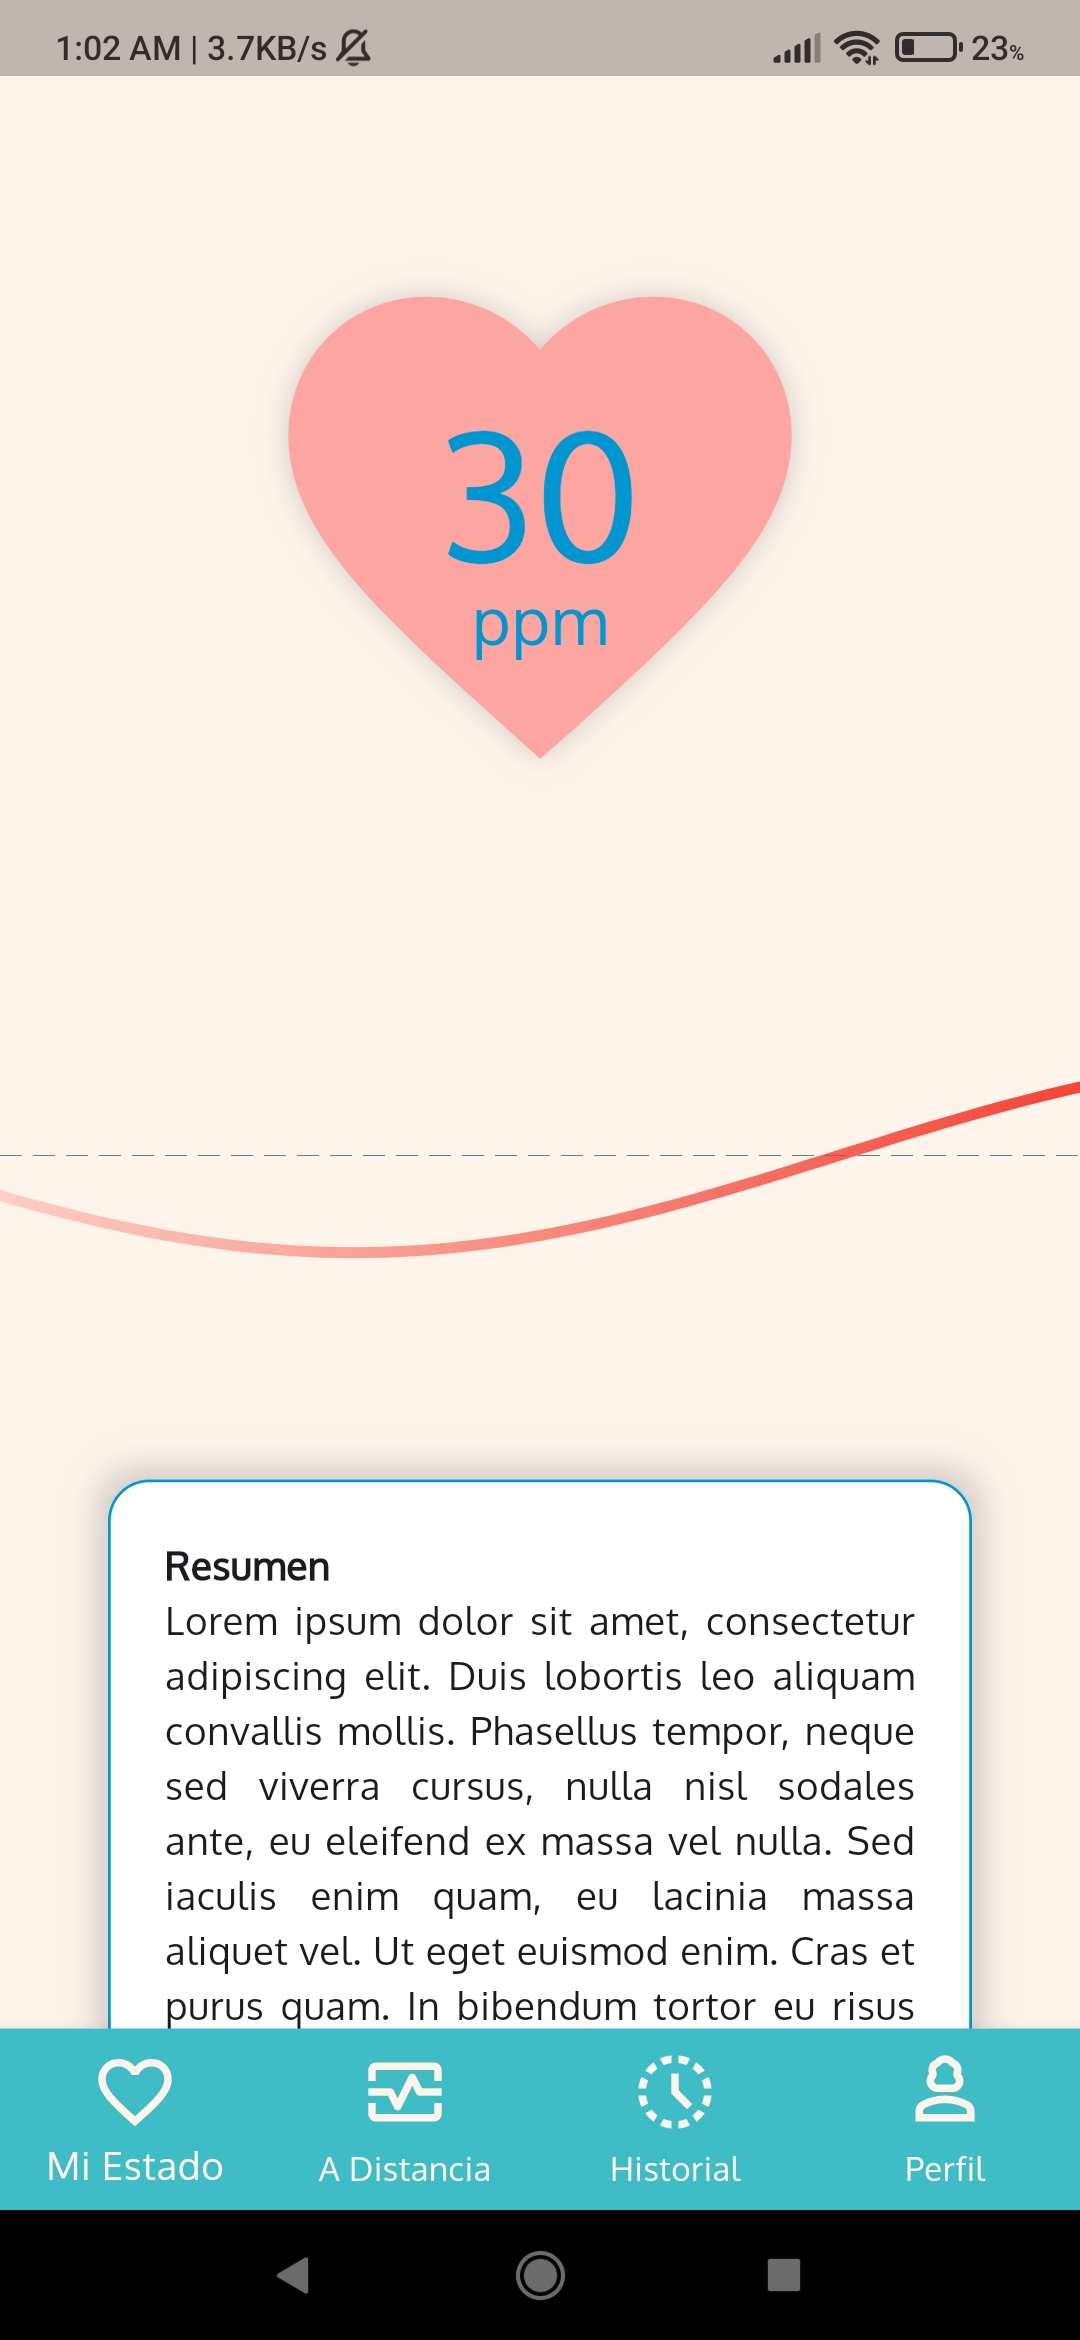 1:02 AM | 3.7KB/s
23%
30
ppm
Resumen
Lorem ipsum dolor sit amet, consectetur
adipiscing elit. Duis lobortis leo aliquam
convallis mollis. Phasellus tempor, neque
sed viverra cursus, nulla nisl sodales
ante, eu eleifend ex massa vel nulla. Sed
iaculis enim quam, eu lacinia massa
aliquet vel. Ut eget euismod enim. Cras et
purus quam. In bibendum tortor eu risus
Mi Estado
A Distancia
Historial
Perfil